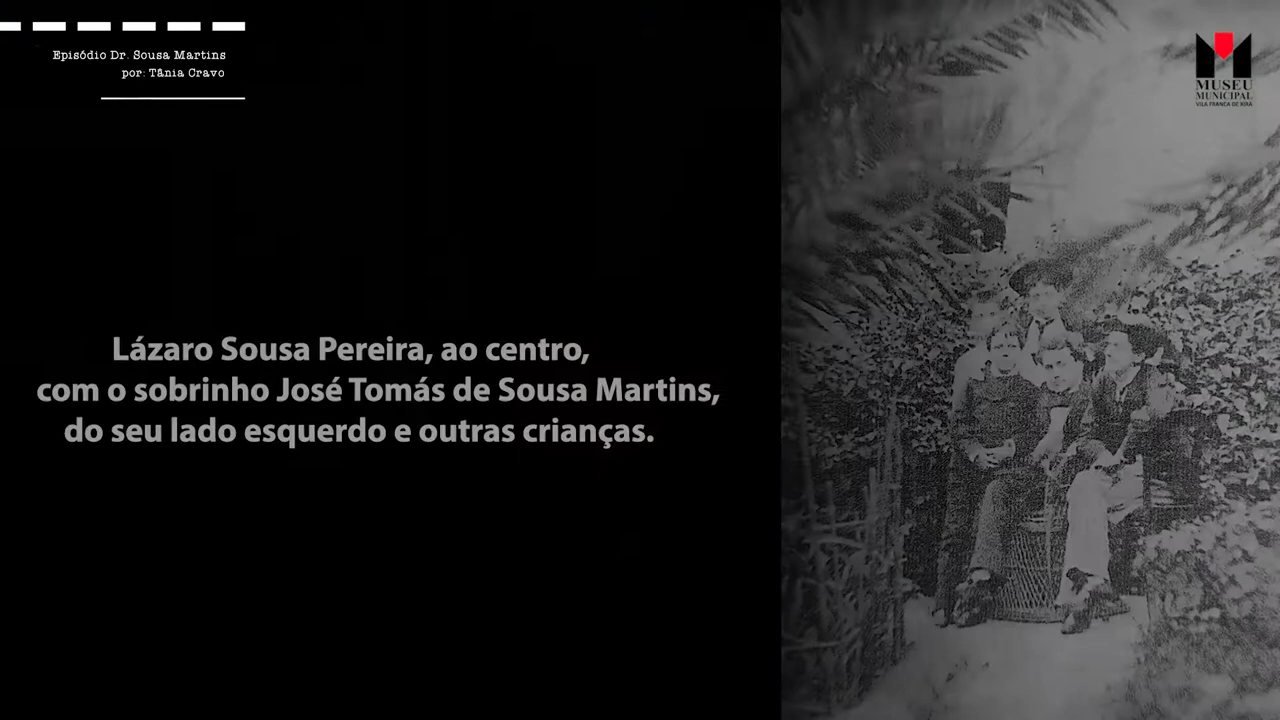 Episódio Dr. Sousa Martins
por: Tânia Cravo
MUSEU
MUNICIPAL
VILA FRANCA DE XIRA
Lázaro Sousa Pereira, ao centro,
com o sobrinho José Tomás de Sousa Martins,
do seu lado esquerdo e outras crianças.